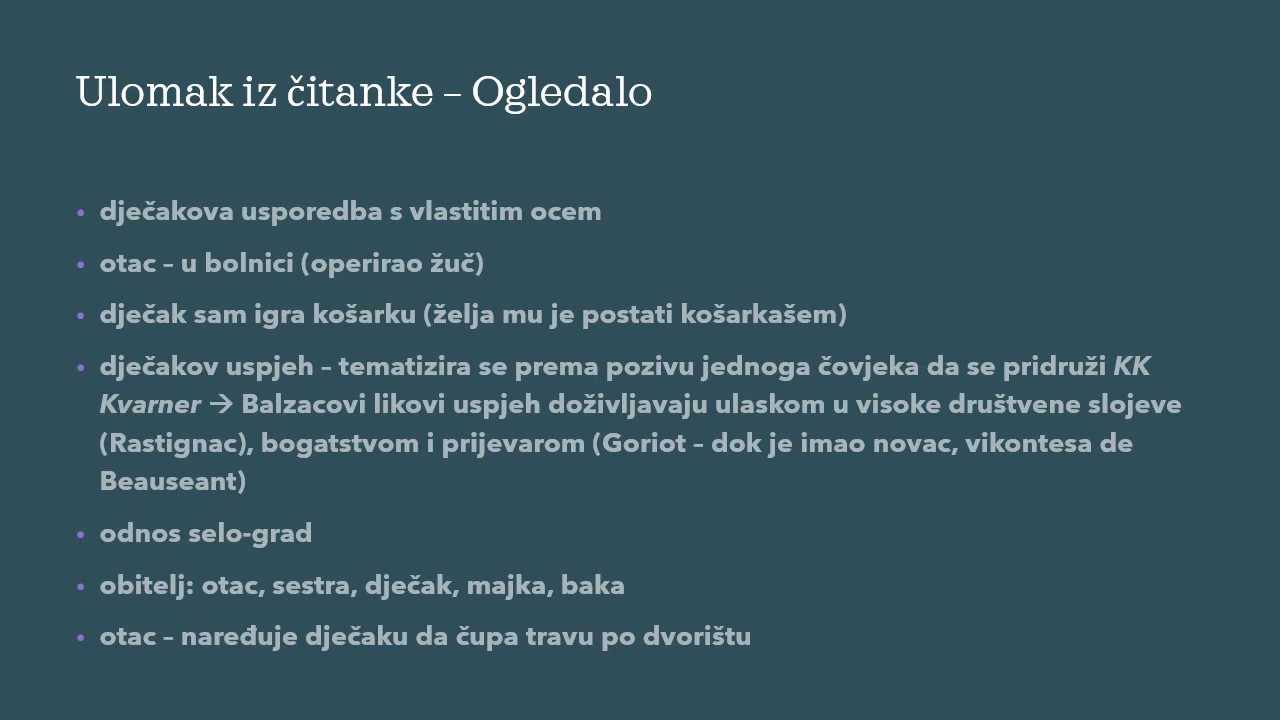 Ulomak iz čitanke – Ogledalo
• dječakova usporedba s vlastitim ocem
• otac – u bolnici (operirao žuč)
• dječak sam igra košarku (želja mu je postati košarkašem)
• dječakov uspjeh – tematizira se prema pozivu jednoga čovjeka da se pridruži KK
Kvarner → Balzacovi likovi uspjeh doživljavaju ulaskom u visoke društvene slojeve
(Rastignac), bogatstvom i prijevarom (Goriot – dok je imao novac, vikontesa de
Beauseant)
• odnos selo-grad
• obitelj: otac, sestra, dječak, majka, baka
• otac – naređuje dječaku da čupa travu po dvorištu